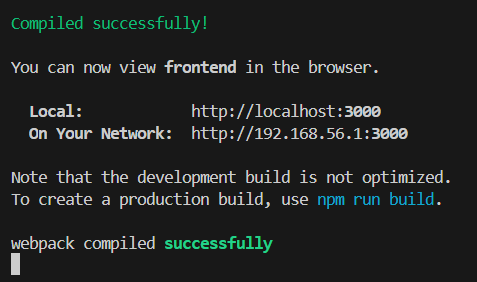 Compiled successfully!
You can now view frontend in the browser.
Local: http://localhost:3000
On Your Network: http://192.168.56.1:3000
Note that the development build is not optimized.
To create a production build, use npm run build.
webpack compiled successfully